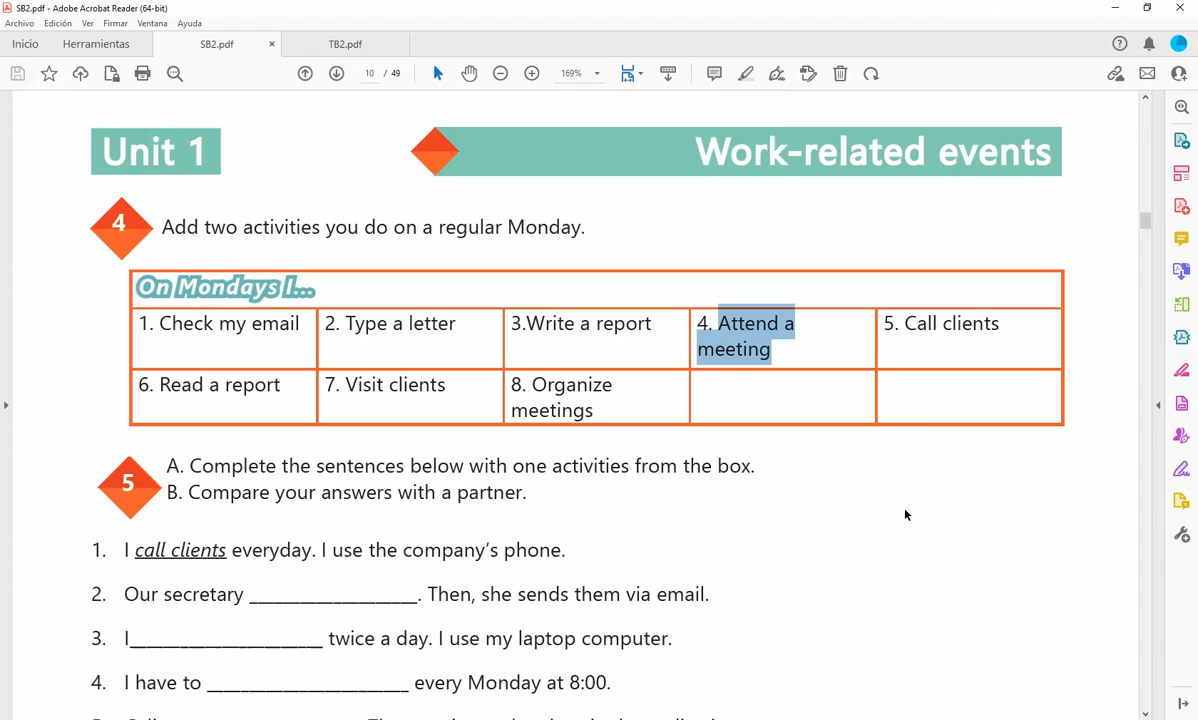 SB2.pdf - Adobe Acrobat Reader (64-bit)
Archivo Edición Ver Firmar Ventana Ayuda
Inicio Herramientas SB2.pdf × TB2.pdf
10 / 49 169%
Unit 1 Work-related events
4 Add two activities you do on a regular Monday.
On Mondays I...
1. Check my email 2. Type a letter 3.Write a report 4. Attend a meeting 5. Call clients
6. Read a report 7. Visit clients 8. Organize meetings
5 A. Complete the sentences below with one activities from the box.
B. Compare your answers with a partner.
1. I call clients everyday. I use the company's phone.
2. Our secretary ___________________. Then, she sends them via email.
3. I______________________ twice a day. I use my laptop computer.
4. I have to ______________________ every Monday at 8:00.